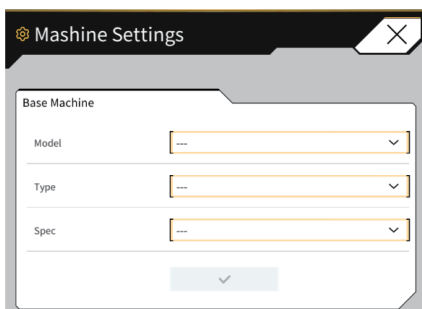 Mashine Settings
Base Machine
Model
---
Type
---
Spec
---